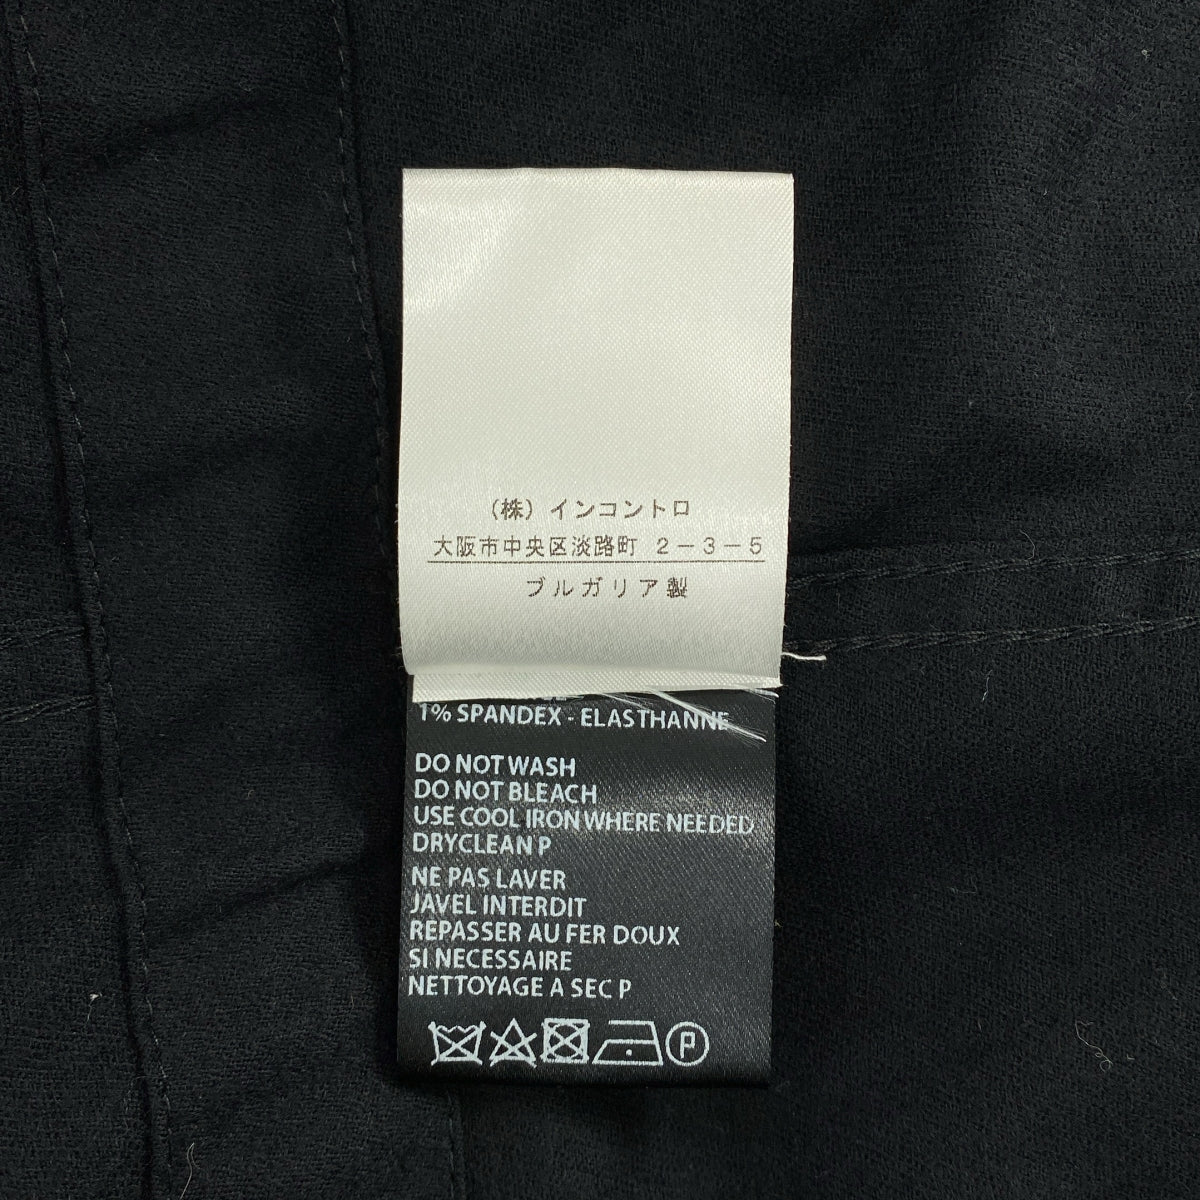 （株）インコントロ
大阪市中央区淡路町 2－3－5
ブルガリア製
1% SPANDEX - ELASTHANNE
DO NOT WASH
DO NOT BLEACH
USE COOL IRON WHERE NEEDED
DRYCLEAN P
NE PAS LAVER
JAVEL INTERDIT
REPASSER AU FER DOUX
SI NECESSAIRE
NETTOYAGE A SEC P
P